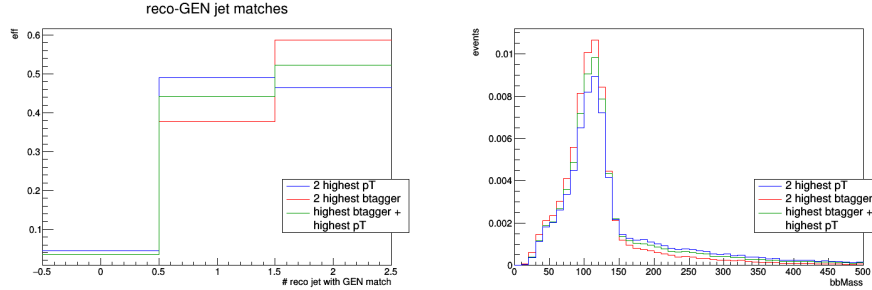 reco-GEN jet matches
eff
0.6
0.5
0.4
0.3
0.2
0.1
2 highest pT
2 highest btagger
highest btagger +
highest pT
−0.5 0 0.5 1 1.5 2 2.5
# reco jet with GEN match
events
0.01
0.008
0.006
0.004
0.002
0
2 highest pT
2 highest btagger
highest btagger +
highest pT
0 50 100 150 200 250 300 350 400 450 500
bbMass